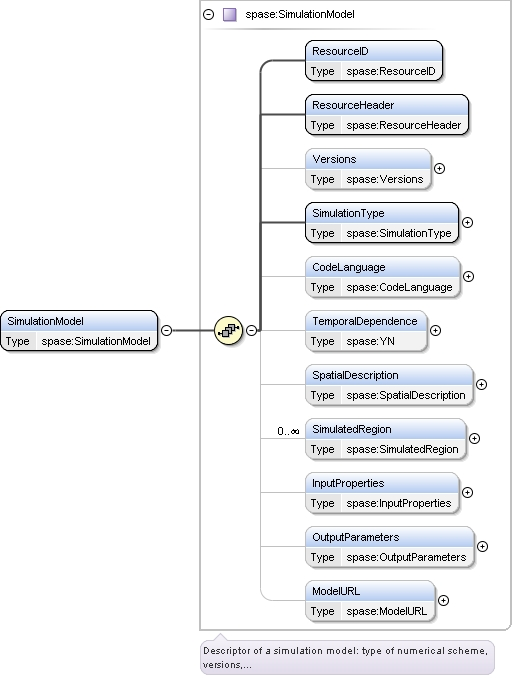 spase:SimulationModel
ResourceID
Type spase:ResourceID
ResourceHeader
Type spase:ResourceHeader
Versions
Type spase:Versions
SimulationType
Type spase:SimulationType
CodeLanguage
Type spase:CodeLanguage
SimulationModel
Type spase:SimulationModel
TemporalDependence
Type spase:YN
SpatialDescription
Type spase:SpatialDescription
0..∞
SimulatedRegion
Type spase:SimulatedRegion
InputProperties
Type spase:InputProperties
OutputParameters
Type spase:OutputParameters
ModelURL
Type spase:ModelURL
Descriptor of a simulation model: type of numerical scheme,
versions,...